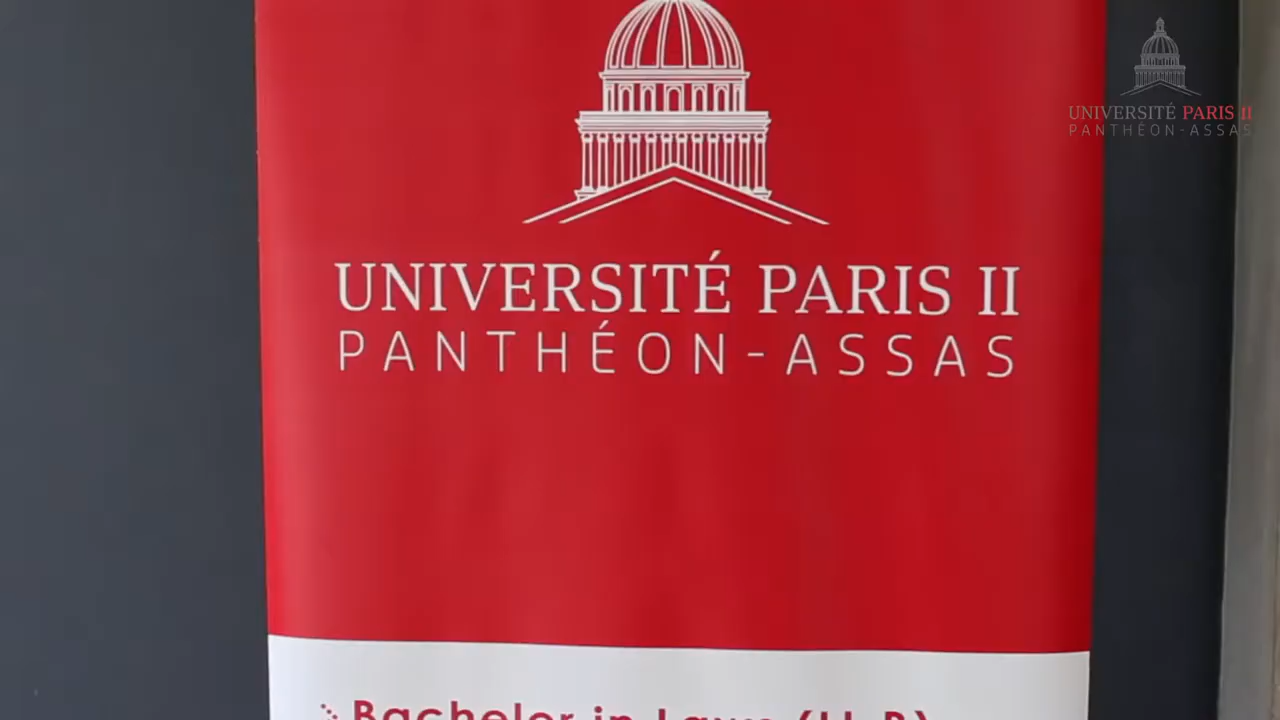 UNIVERSITÉ PARIS II
PANTHÉON-ASSAS
UNIVERSITÉ PARIS II
PANTHÉON-ASSAS
Bachelor in Laws (LL.B)